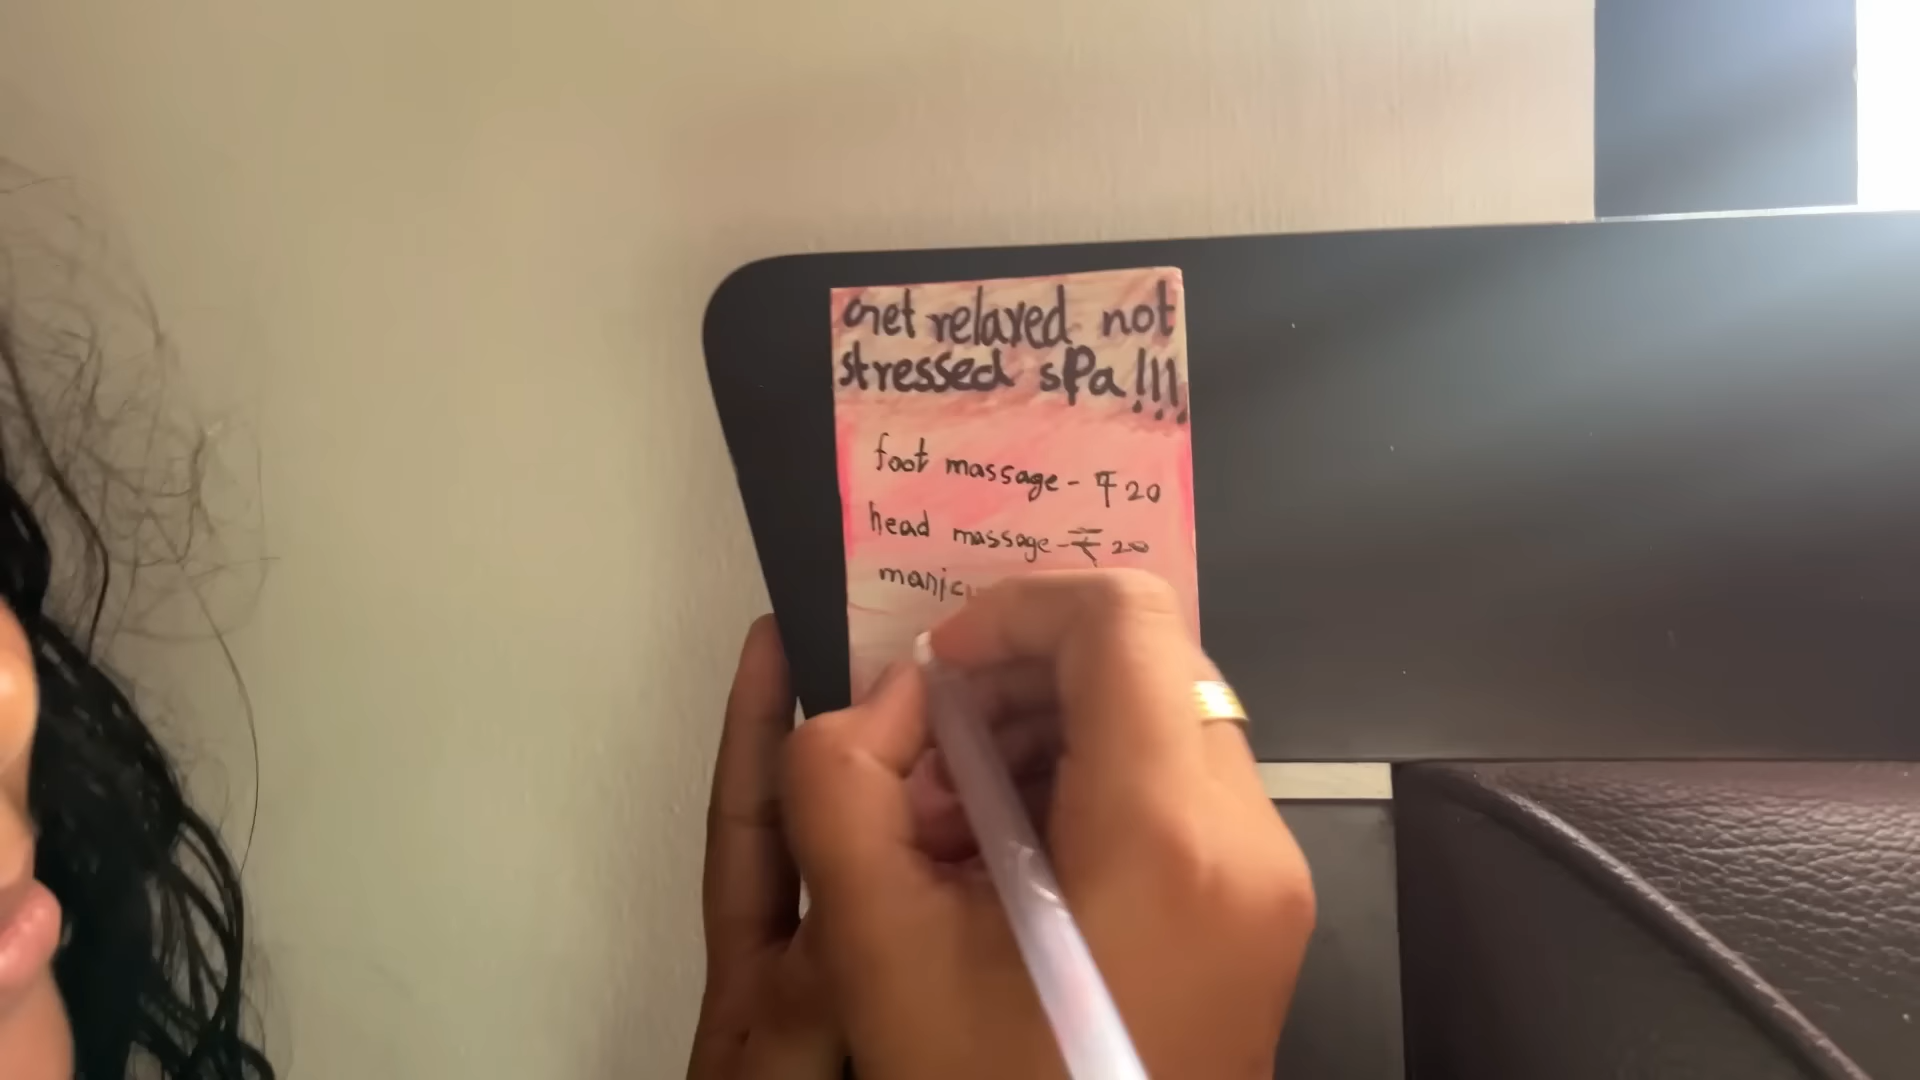 Get relaxed not
stressed sPa!!!
foot massage - ₹20
head massage - ₹ 20